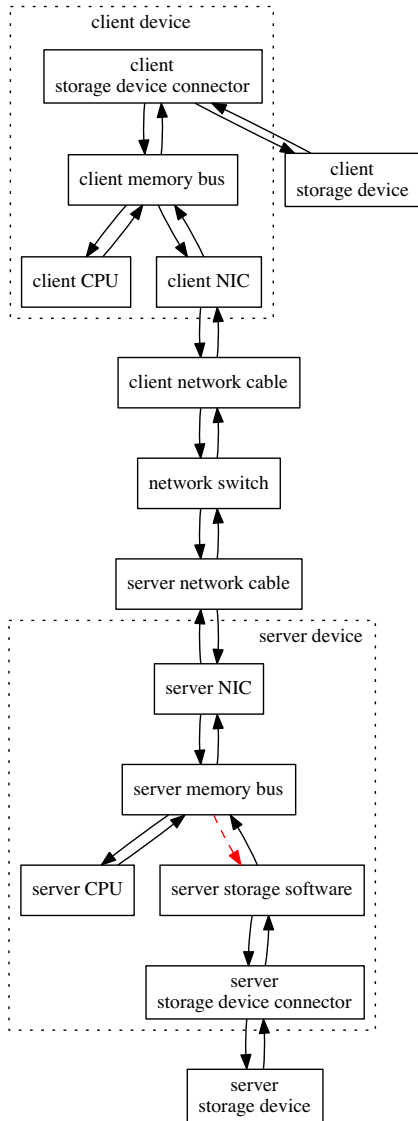 client device
client
storage device connector
client memory bus
client
storage device
client CPU
client NIC
client network cable
network switch
server network cable
server device
server NIC
server memory bus
server CPU
server storage software
server
storage device connector
server
storage device